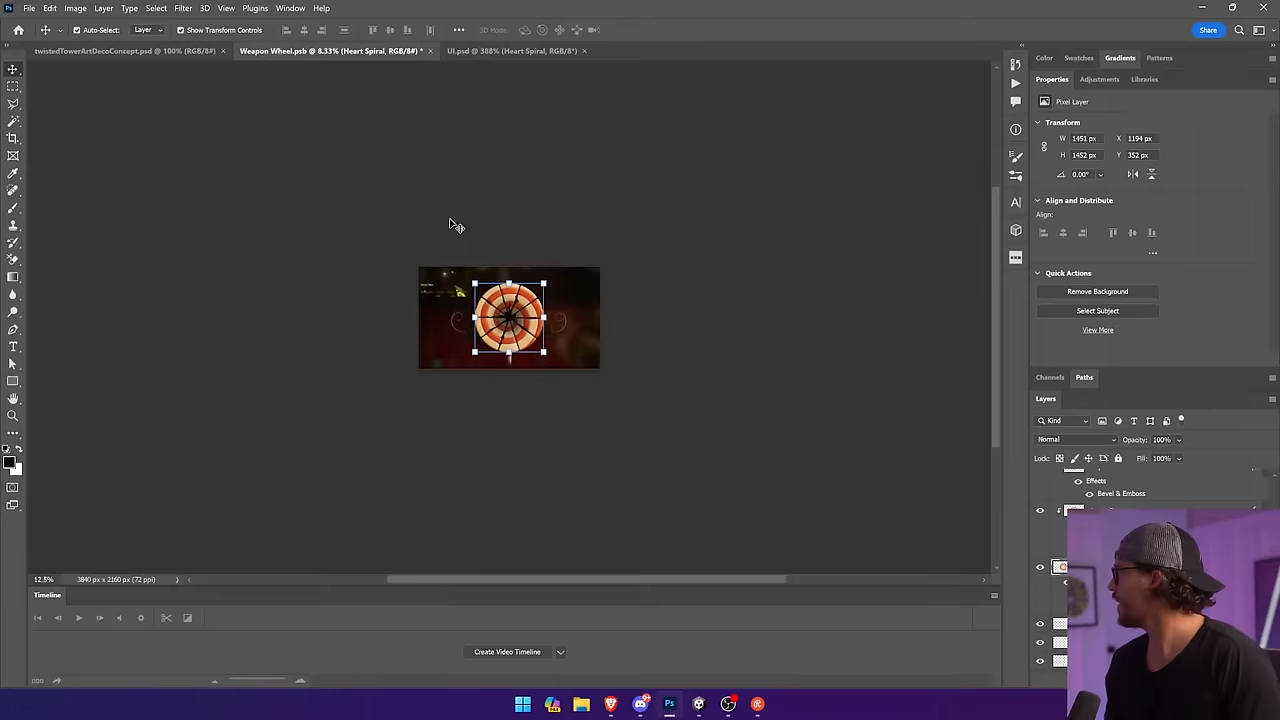 File Edit Image Layer Type Select Filter 3D View Plugins Window Help
Auto-Select: Layer Show Transform Controls 3D Mode: Share
twistedTowerArtDecoConcept.psd @ 100% (RGB/8#) × Weapon Wheel.psb @ 8.33% (Heart Spiral, RGB/8#) * × UI.psd @ 388% (Heart Spiral, RGB/8*) ×
Color Swatches Gradients Patterns
Properties Adjustments Libraries
Pixel Layer
Transform
W 1451 px X 1194 px
H 1452 px Y 352 px
0.00°
Align and Distribute
Align:
Quick Actions
Remove Background
Select Subject
View More
Channels Paths
Layers
Kind
Normal Opacity: 100%
Lock: Fill: 100%
Effects
Bevel & Emboss
12.5% 3840 px x 2160 px (72 ppi)
Timeline
Create Video Timeline